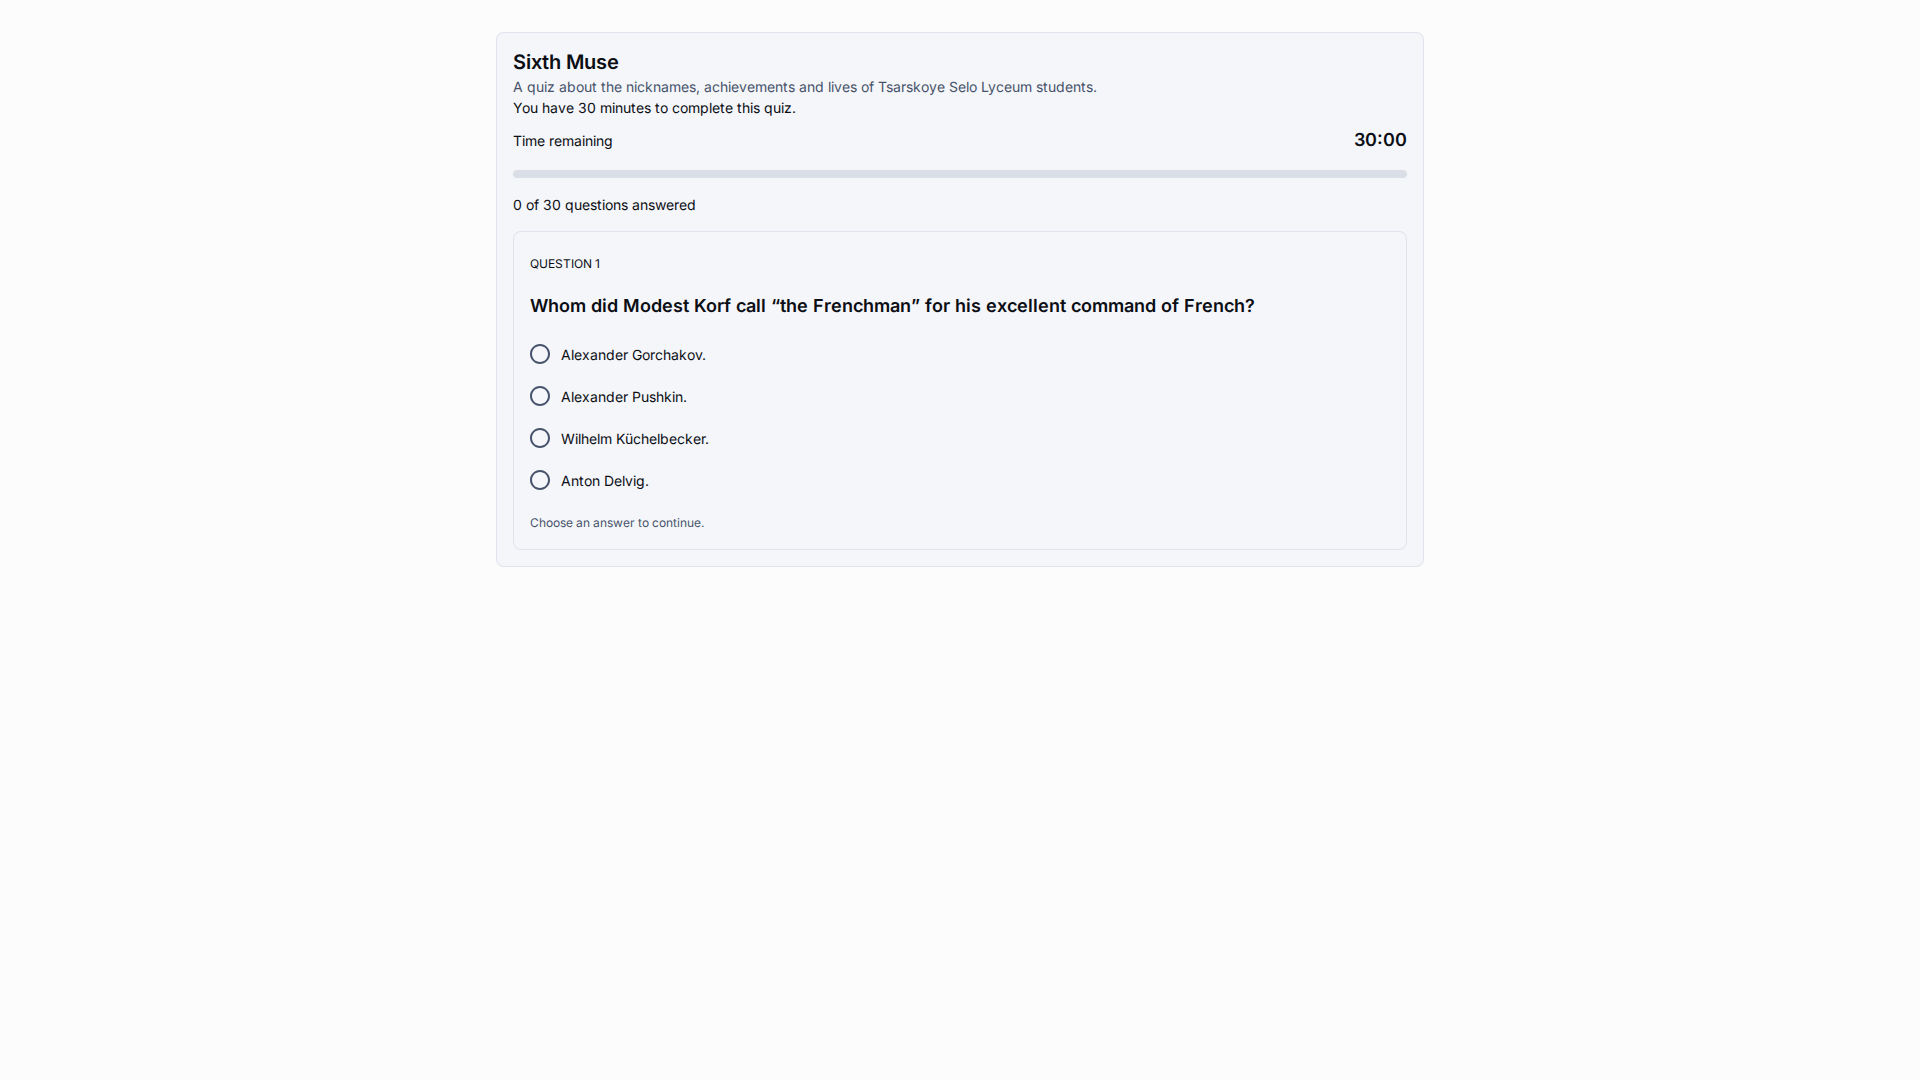 Sixth Muse
A quiz about the nicknames, achievements and lives of Tsarskoye Selo Lyceum students.
You have 30 minutes to complete this quiz.
Time remaining
30:00
0 of 30 questions answered
QUESTION 1
Whom did Modest Korf call “the Frenchman” for his excellent command of French?
Alexander Gorchakov.
Alexander Pushkin.
Wilhelm Küchelbecker.
Anton Delvig.
Choose an answer to continue.